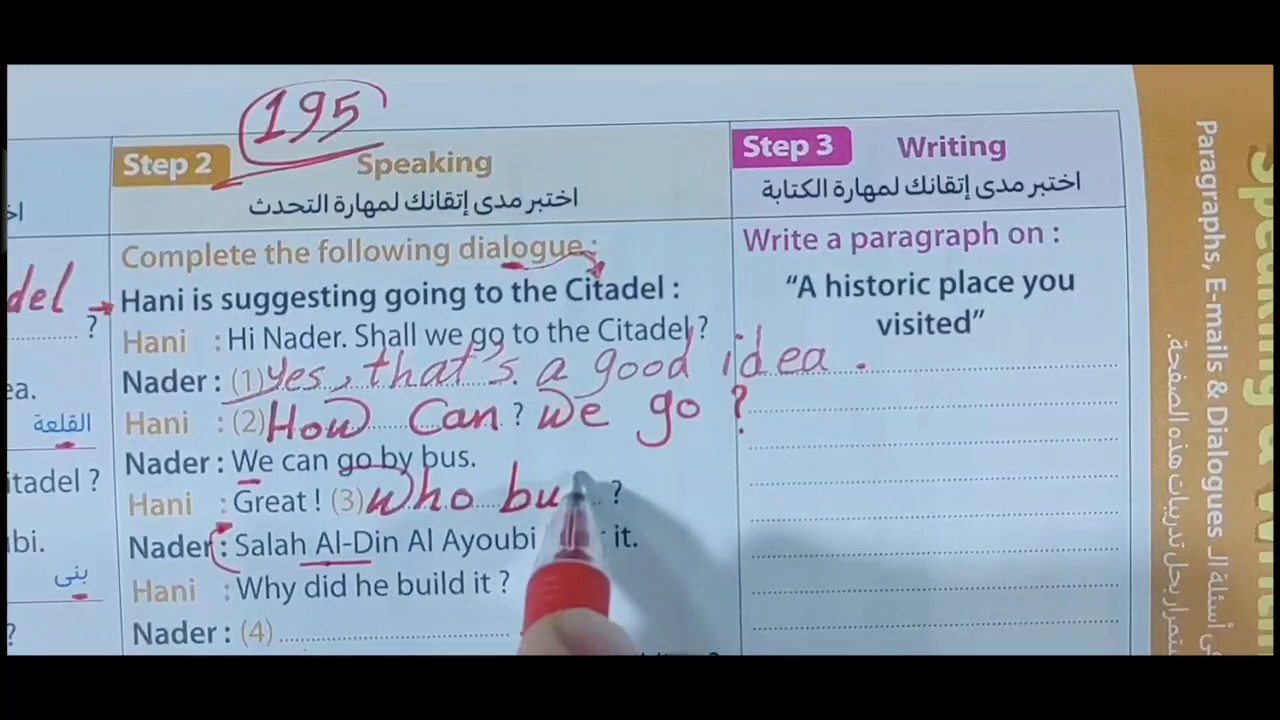 195
Step 2 Speaking
اختبر مدى إتقانك لمهارة التحدث
Complete the following dialogue :
Hani is suggesting going to the Citadel :
Hani : Hi Nader. Shall we go to the Citadel ?
Nader : (1) Yes, that's a good idea .
Hani : (2) How can we go ?
Nader : We can go by bus.
Hani : Great ! (3) who bu ?
Nader : Salah Al-Din Al Ayoubi it.
Hani : Why did he build it ?
Nader : (4)
Step 3 Writing
اختبر مدى إتقانك لمهارة الكتابة
Write a paragraph on :
“A historic place you
visited”
del
?
ea.
القلعة
itadel ?
ibi.
بنى
?
Paragraphs, E-mails & Dialogues
Speaking &